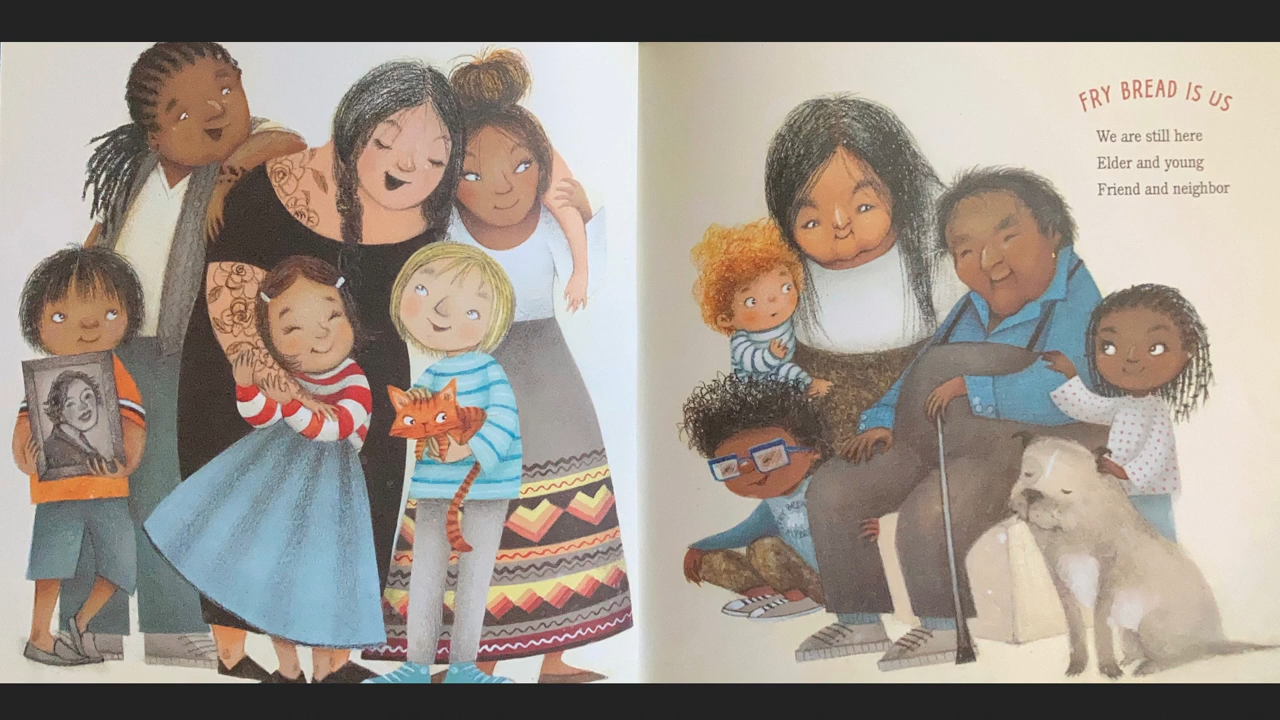 FRY BREAD IS US
We are still here
Elder and young
Friend and neighbor